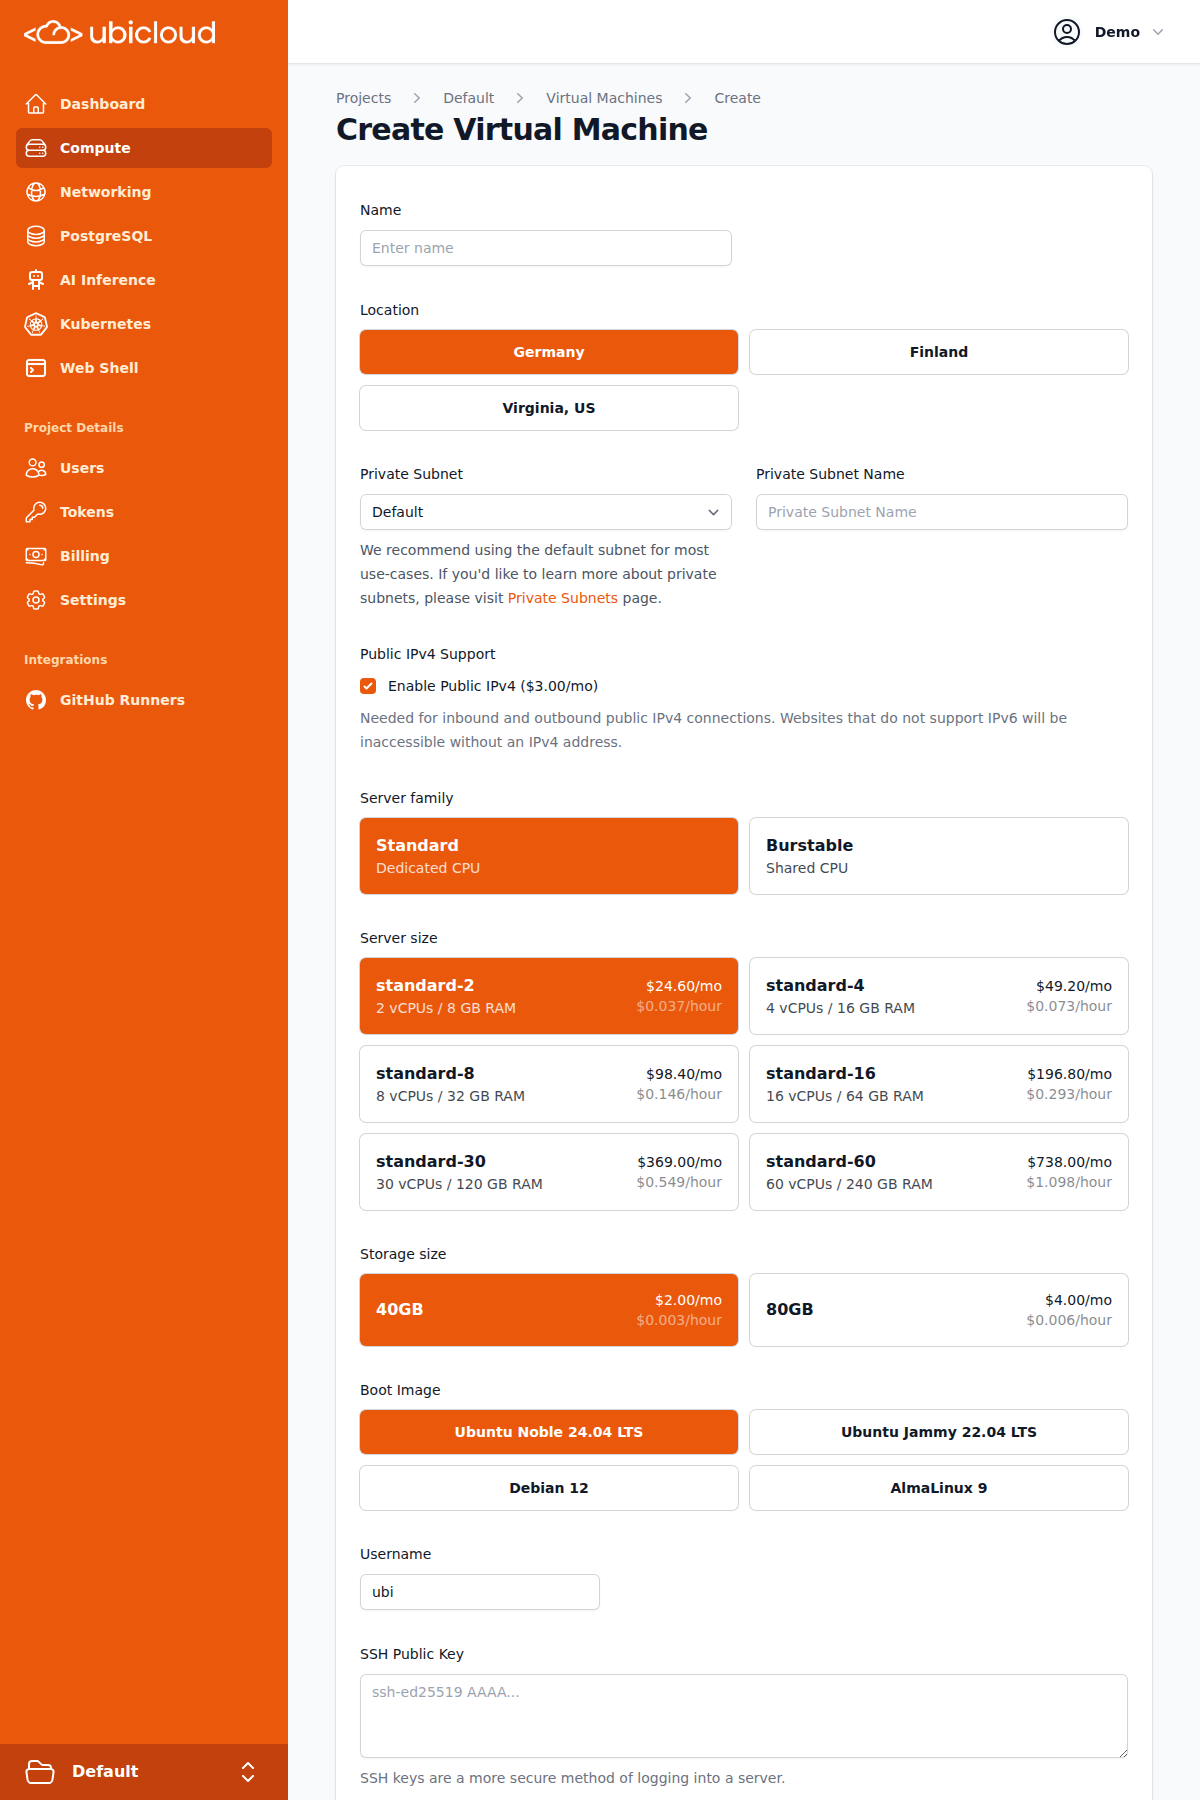 ubicloud
Demo
Dashboard
Compute
Networking
PostgreSQL
AI Inference
Kubernetes
Web Shell
Project Details
Users
Tokens
Billing
Settings
Integrations
GitHub Runners
Default
Projects > Default > Virtual Machines > Create
Create Virtual Machine
Name
Enter name
Location
Germany
Finland
Virginia, US
Private Subnet
Default
We recommend using the default subnet for most
use-cases. If you'd like to learn more about private
subnets, please visit Private Subnets page.
Private Subnet Name
Private Subnet Name
Public IPv4 Support
Enable Public IPv4 ($3.00/mo)
Needed for inbound and outbound public IPv4 connections. Websites that do not support IPv6 will be
inaccessible without an IPv4 address.
Server family
Standard
Dedicated CPU
Burstable
Shared CPU
Server size
standard-2
2 vCPUs / 8 GB RAM
$24.60/mo
$0.037/hour
standard-4
4 vCPUs / 16 GB RAM
$49.20/mo
$0.073/hour
standard-8
8 vCPUs / 32 GB RAM
$98.40/mo
$0.146/hour
standard-16
16 vCPUs / 64 GB RAM
$196.80/mo
$0.293/hour
standard-30
30 vCPUs / 120 GB RAM
$369.00/mo
$0.549/hour
standard-60
60 vCPUs / 240 GB RAM
$738.00/mo
$1.098/hour
Storage size
40GB
$2.00/mo
$0.003/hour
80GB
$4.00/mo
$0.006/hour
Boot Image
Ubuntu Noble 24.04 LTS
Ubuntu Jammy 22.04 LTS
Debian 12
AlmaLinux 9
Username
ubi
SSH Public Key
ssh-ed25519 AAAA...
SSH keys are a more secure method of logging into a server.